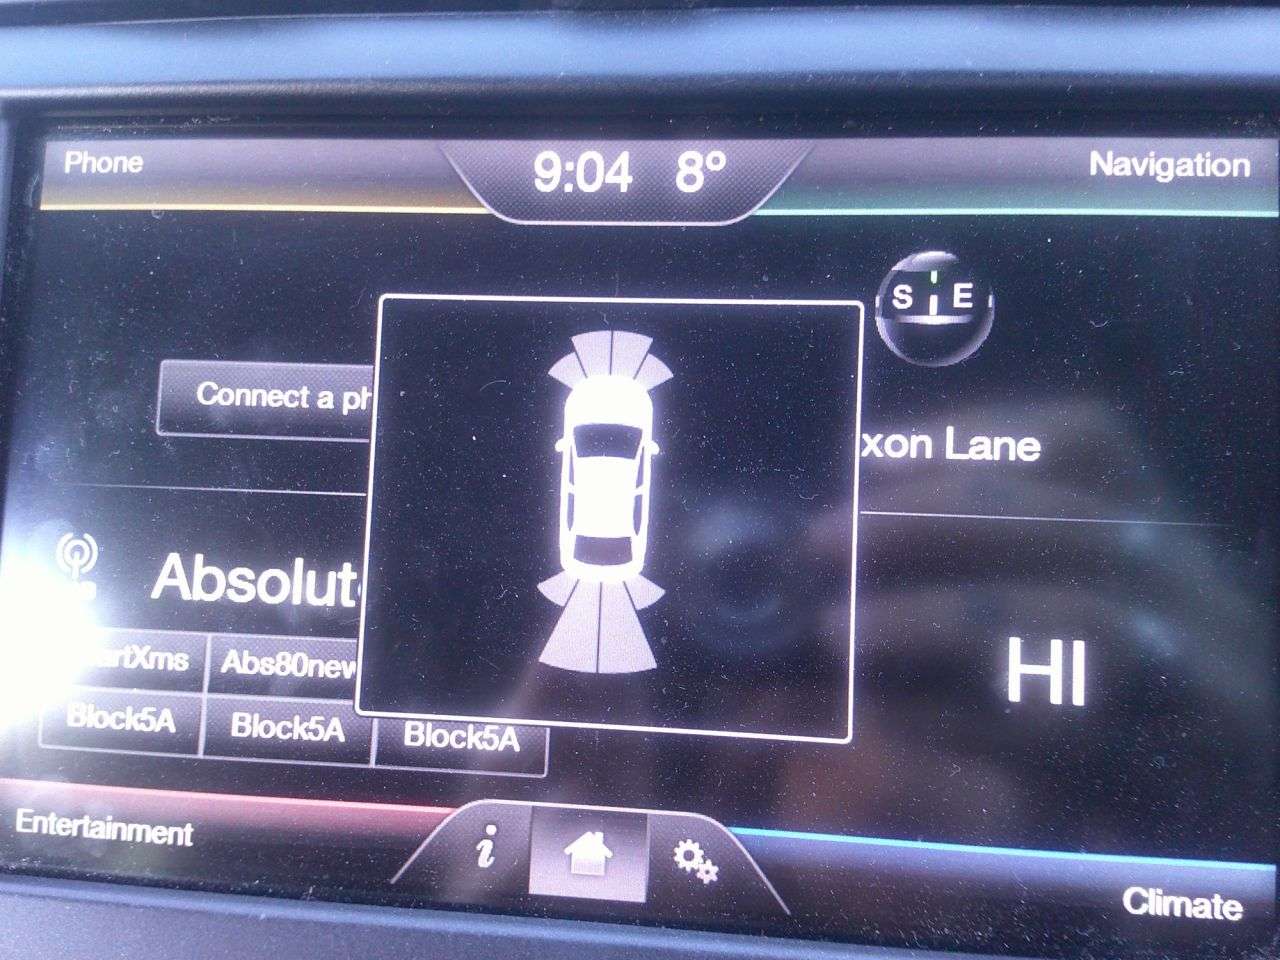 Phone
9:04 8°
Navigation
S E
Connect a ph
xon Lane
Absolut
rtXms
Abs80new
HI
Block5A
Block5A
Block5A
Entertainment
i
Climate